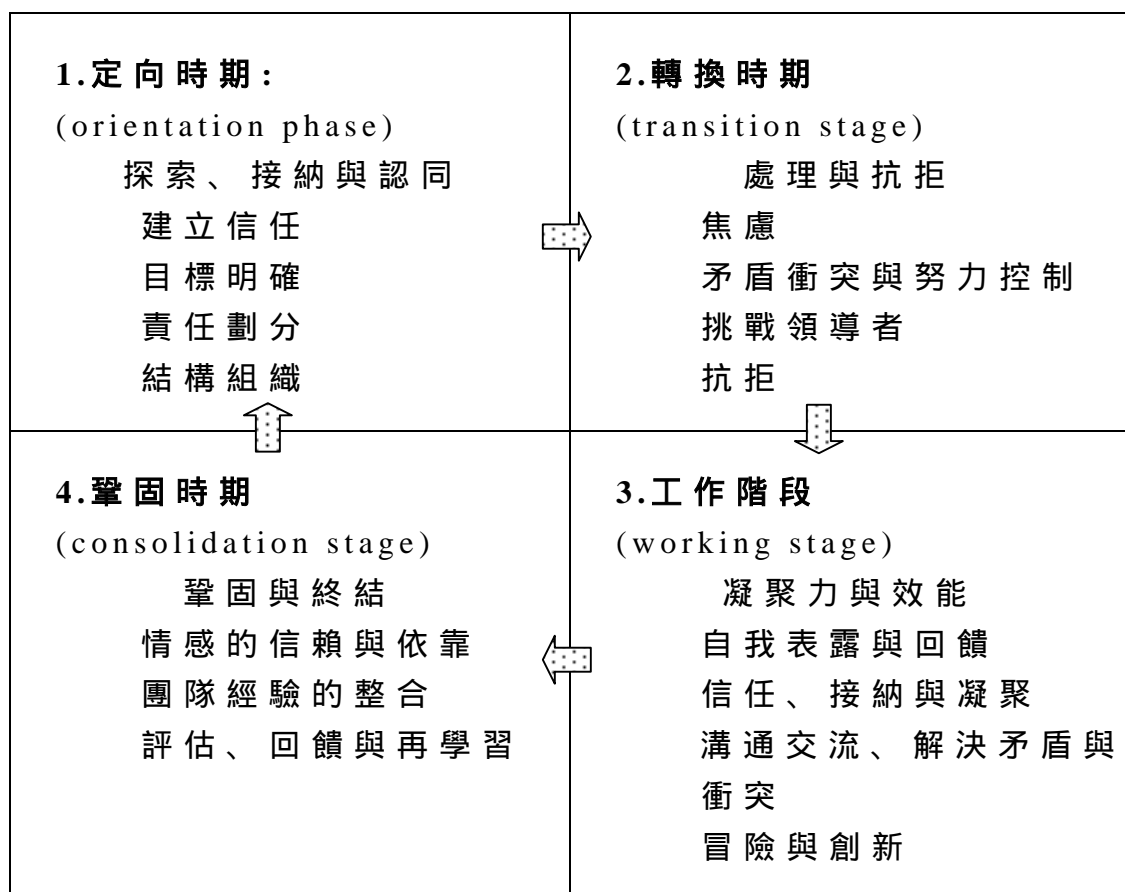 1.定向時期:
(orientation phase)
探索、接納與認同
建立信任
目標明確
責任劃分
結構組織
2.轉換時期
(transition stage)
處理與抗拒
焦慮
矛盾衝突與努力控制
挑戰領導者
抗拒
3.工作階段
(working stage)
凝聚力與效能
自我表露與回饋
信任、接納與凝聚
溝通交流、解決矛盾與
衝突
冒險與創新
4.鞏固時期
(consolidation stage)
鞏固與終結
情感的信賴與依靠
團隊經驗的整合
評估、回饋與再學習